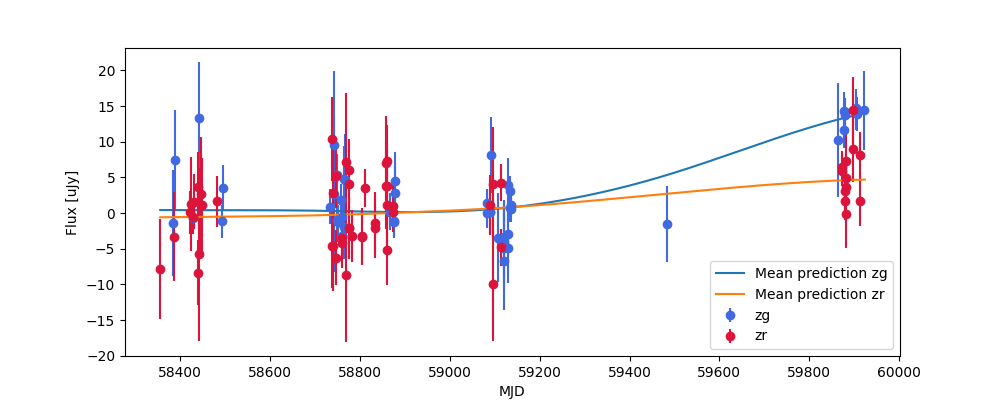 20
15
10
5
0
−5
−10
−15
−20
Flux [uJy]
58400 58600 58800 59000 59200 59400 59600 59800 60000
MJD
Mean prediction zg
Mean prediction zr
zg
zr